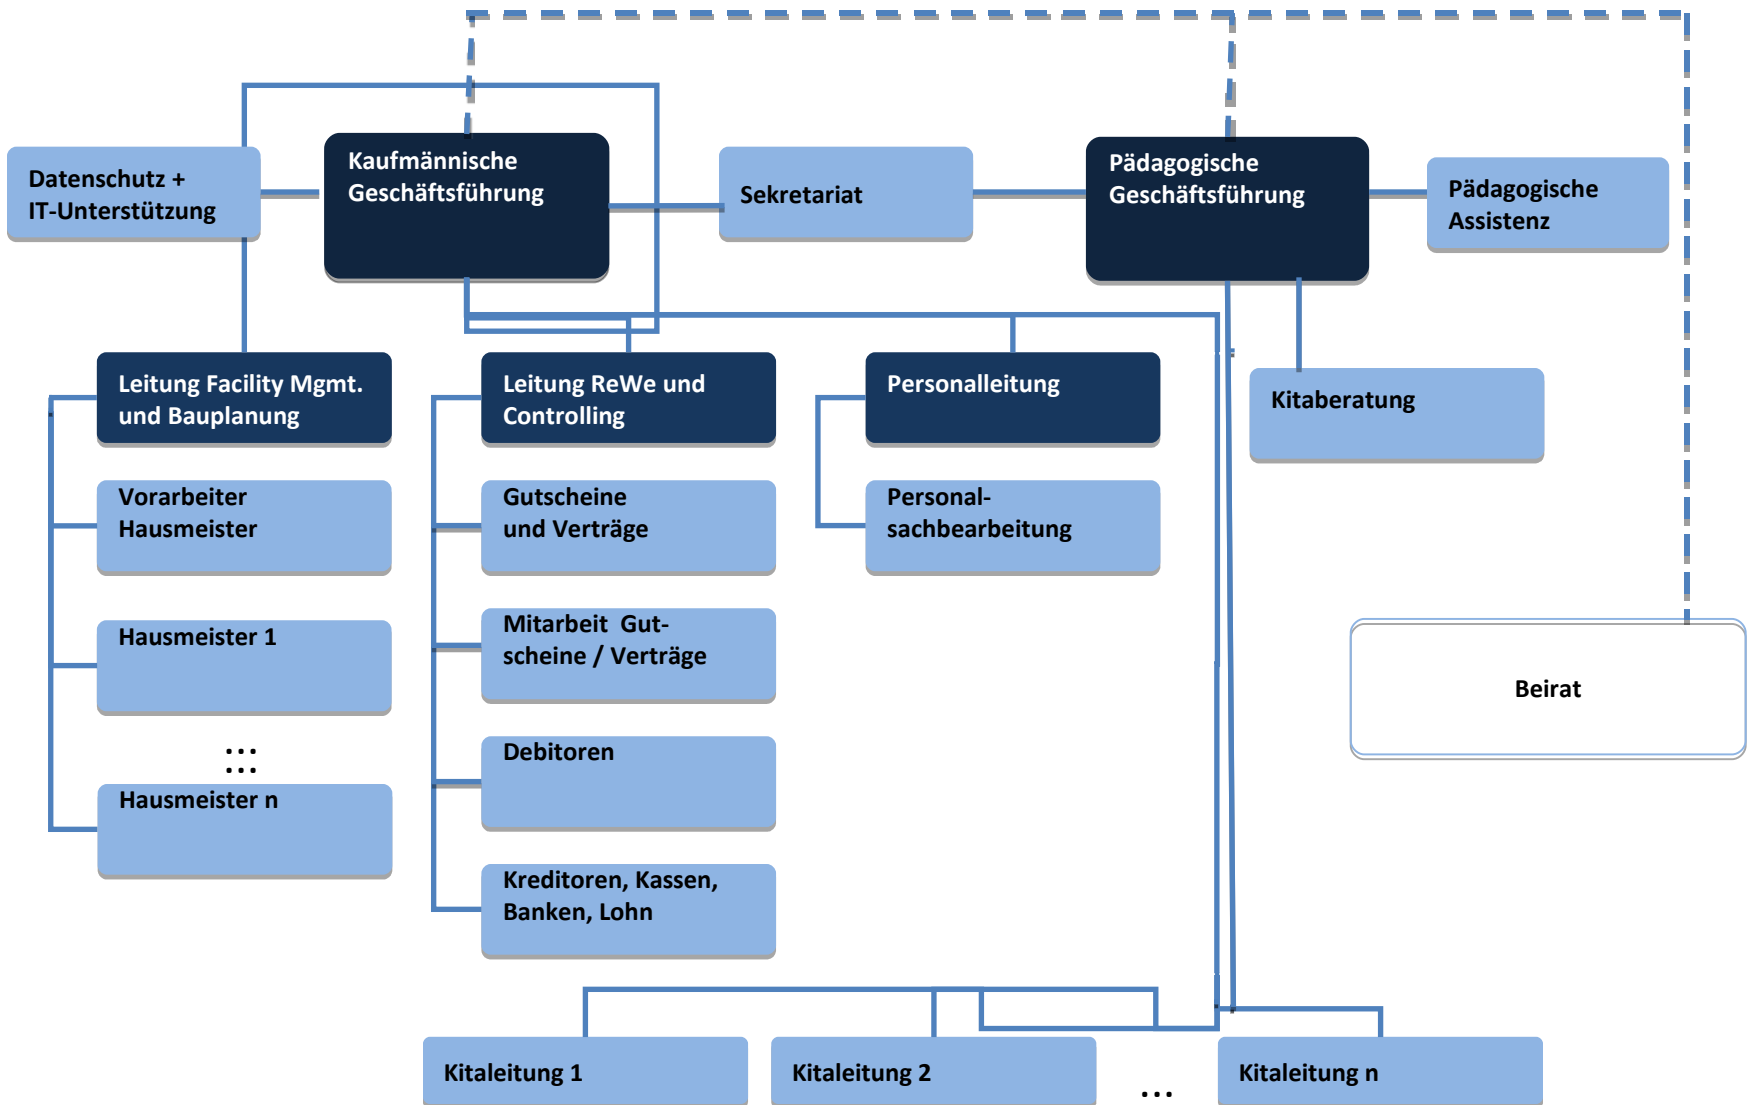 Datenschutz +
IT-Unterstützung
Kaufmännische
Geschäftsführung
Sekretariat
Pädagogische
Geschäftsführung
Pädagogische
Assistenz
Leitung Facility Mgmt.
und Bauplanung
Leitung ReWe und
Controlling
Personalleitung
Kitaberatung
Vorarbeiter
Hausmeister
Gutscheine
und Verträge
Personal-
sachbearbeitung
Hausmeister 1
Mitarbeit  Gut-
scheine / Verträge
Beirat
...
...
Debitoren
Hausmeister n
Kreditoren, Kassen,
Banken, Lohn
Kitaleitung 1
Kitaleitung 2
...
Kitaleitung n